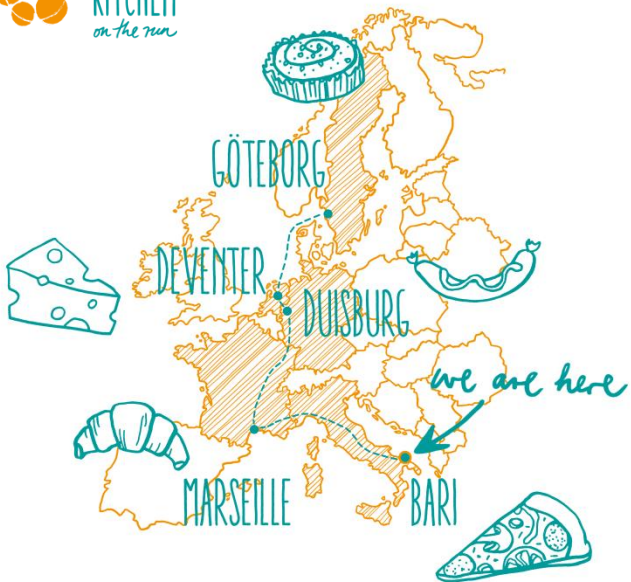 KITCHEN
on the run
GÖTEBORG
DEVENTER
DUISBURG
we are here
MARSEILLE
BARI